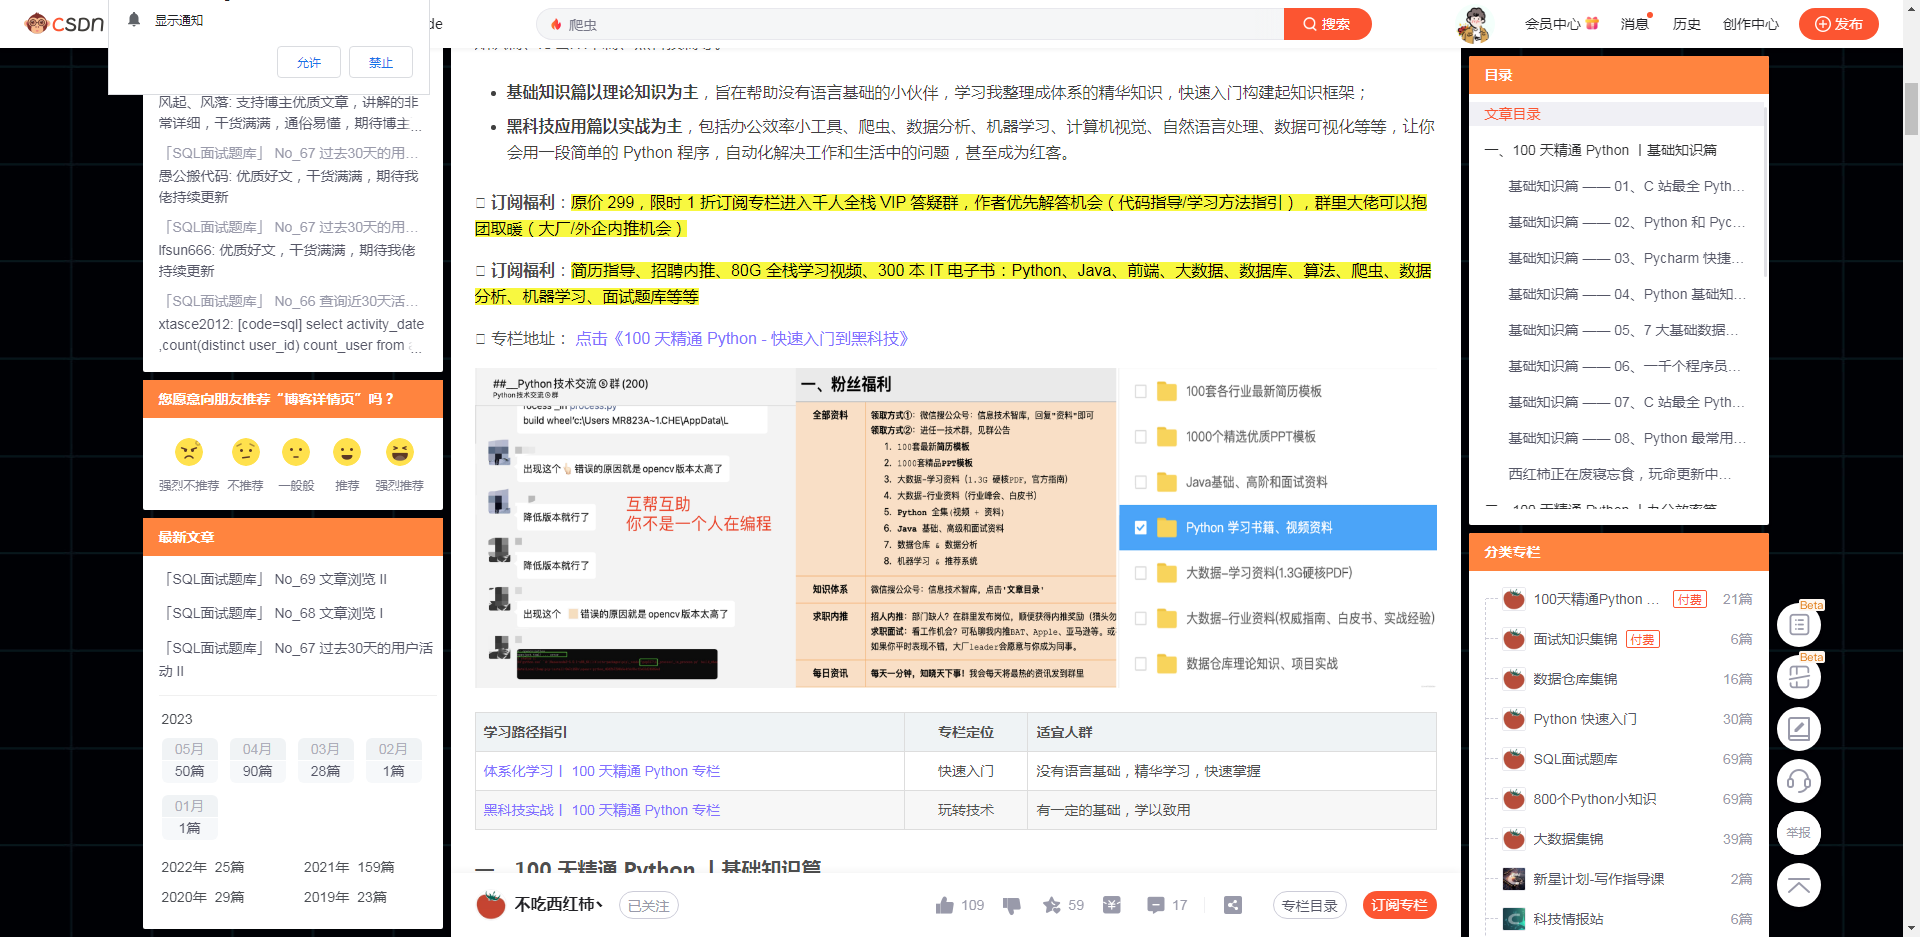 CSDN
显示通知
允许
禁止
de
爬虫
搜索
会员中心
消息
历史
创作中心
发布
风起、风落: 支持博主优质文章，讲解的非
常详细，干货满满，通俗易懂，期待博主...
「SQL面试题库」 No_67 过去30天的用...
愚公搬代码: 优质好文，干货满满，期待我
佬持续更新
「SQL面试题库」 No_67 过去30天的用...
lfsun666: 优质好文，干货满满，期待我佬
持续更新
「SQL面试题库」 No_66 查询近30天活...
xtasce2012: [code=sql] select activity_date
,count(distinct user_id) count_user from ...
您愿意向朋友推荐“博客详情页”吗？
强烈不推荐
不推荐
一般般
推荐
强烈推荐
最新文章
「SQL面试题库」 No_69 文章浏览 II
「SQL面试题库」 No_68 文章浏览 I
「SQL面试题库」 No_67 过去30天的用户活
动 II
2023
05月
50篇
04月
90篇
03月
28篇
02月
1篇
01月
1篇
2022年 25篇
2021年 159篇
2020年 29篇
2019年 23篇
基础知识篇以理论知识为主，旨在帮助没有语言基础的小伙伴，学习我整理成体系的精华知识，快速入门构建起知识框架；
黑科技应用篇以实战为主，包括办公效率小工具、爬虫、数据分析、机器学习、计算机视觉、自然语言处理、数据可视化等等，让你
会用一段简单的 Python 程序，自动化解决工作和生活中的问题，甚至成为红客。
订阅福利：原价 299，限时 1 折订阅专栏进入千人全栈 VIP 答疑群，作者优先解答机会（代码指导/学习方法指引），群里大佬可以抱
团取暖（大厂/外企内推机会）
订阅福利：简历指导、招聘内推、80G 全栈学习视频、300 本 IT 电子书：Python、Java、前端、大数据、数据库、算法、爬虫、数据
分析、机器学习、面试题库等等
专栏地址： 点击《100 天精通 Python - 快速入门到黑科技》
##__Python技术交流⑥群(200)
Python技术交流⑥群
rocess_in process.py
build wheel'c:\Users MR823A~1.CHE\AppData\L
出现这个👆错误的原因就是opencv版本太高了
降低版本就行了
互帮互助
你不是一个人在编程
降低版本就行了
出现这个 错误的原因就是opencv版本太高了
一、粉丝福利
全部资料
领取方式①：微信搜公众号：信息技术智库，回复"资料"即可
领取方式②：进任一技术群，见群公告
1. 100套最新简历模板
2. 1000套精品PPT模板
3. 大数据-学习资料（1.3G 硬核PDF，官方指南）
4. 大数据-行业资料（行业峰会、白皮书）
5. Python 全集(视频 + 资料)
6. Java 基础、高级和面试资料
7. 数据仓库 & 数据分析
8. 机器学习 & 推荐系统
知识体系
微信搜公众号：信息技术智库，点击'文章目录'
求职内推
招人内推：部门缺人？在群里发布岗位，顺便获得内推奖励（猎头勿
求职面试：看工作机会？可私聊我内推BAT、Apple、亚马逊等。或
如果你平时表现不错，大厂leader会愿意与你成为同事。
每日资讯
每天一分钟，知晓天下事！我会每天将最热的资讯发到群里
100套各行业最新简历模板
1000个精选优质PPT模板
Java基础、高阶和面试资料
Python 学习书籍、视频资料
大数据–学习资料(1.3G硬核PDF)
大数据–行业资料(权威指南、白皮书、实战经验)
数据仓库理论知识、项目实战
学习路径指引
专栏定位
适宜人群
体系化学习丨 100 天精通 Python 专栏
快速入门
没有语言基础，精华学习，快速掌握
黑科技实战丨 100 天精通 Python 专栏
玩转技术
有一定的基础，学以致用
一、100 天精通 Python 丨基础知识篇
不吃西红柿丶
已关注
109
59
17
专栏目录
订阅专栏
目录
文章目录
一、100 天精通 Python 丨基础知识篇
基础知识篇 —— 01、C 站最全 Pyth...
基础知识篇 —— 02、Python 和 Pyc...
基础知识篇 —— 03、Pycharm 快捷...
基础知识篇 —— 04、Python 基础知...
基础知识篇 —— 05、7 大基础数据...
基础知识篇 —— 06、一千个程序员...
基础知识篇 —— 07、C 站最全 Pyth...
基础知识篇 —— 08、Python 最常用...
西红柿正在废寝忘食，玩命更新中...
二、100 天精通 Python 丨办公效率篇
分类专栏
100天精通Python ... 付费 21篇
面试知识集锦 付费 6篇
数据仓库集锦 16篇
Python 快速入门 30篇
SQL面试题库 69篇
800个Python小知识 69篇
大数据集锦 39篇
新星计划-写作指导课 2篇
科技情报站 6篇
Beta
Beta
举报